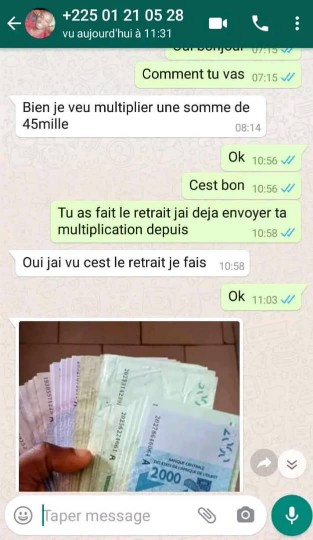 +225 01 21 05 28
vu aujourd'hui à 11:31
Oui bonjour 07:15
Comment tu vas 07:15
Bien je veu multiplier une somme de
45mille
08:14
Ok 10:56
Cest bon 10:56
Tu as fait le retrait jai deja envoyer ta
multiplication depuis 10:58
Oui jai vu cest le retrait je fais 10:58
Ok 11:03
2000
Taper message